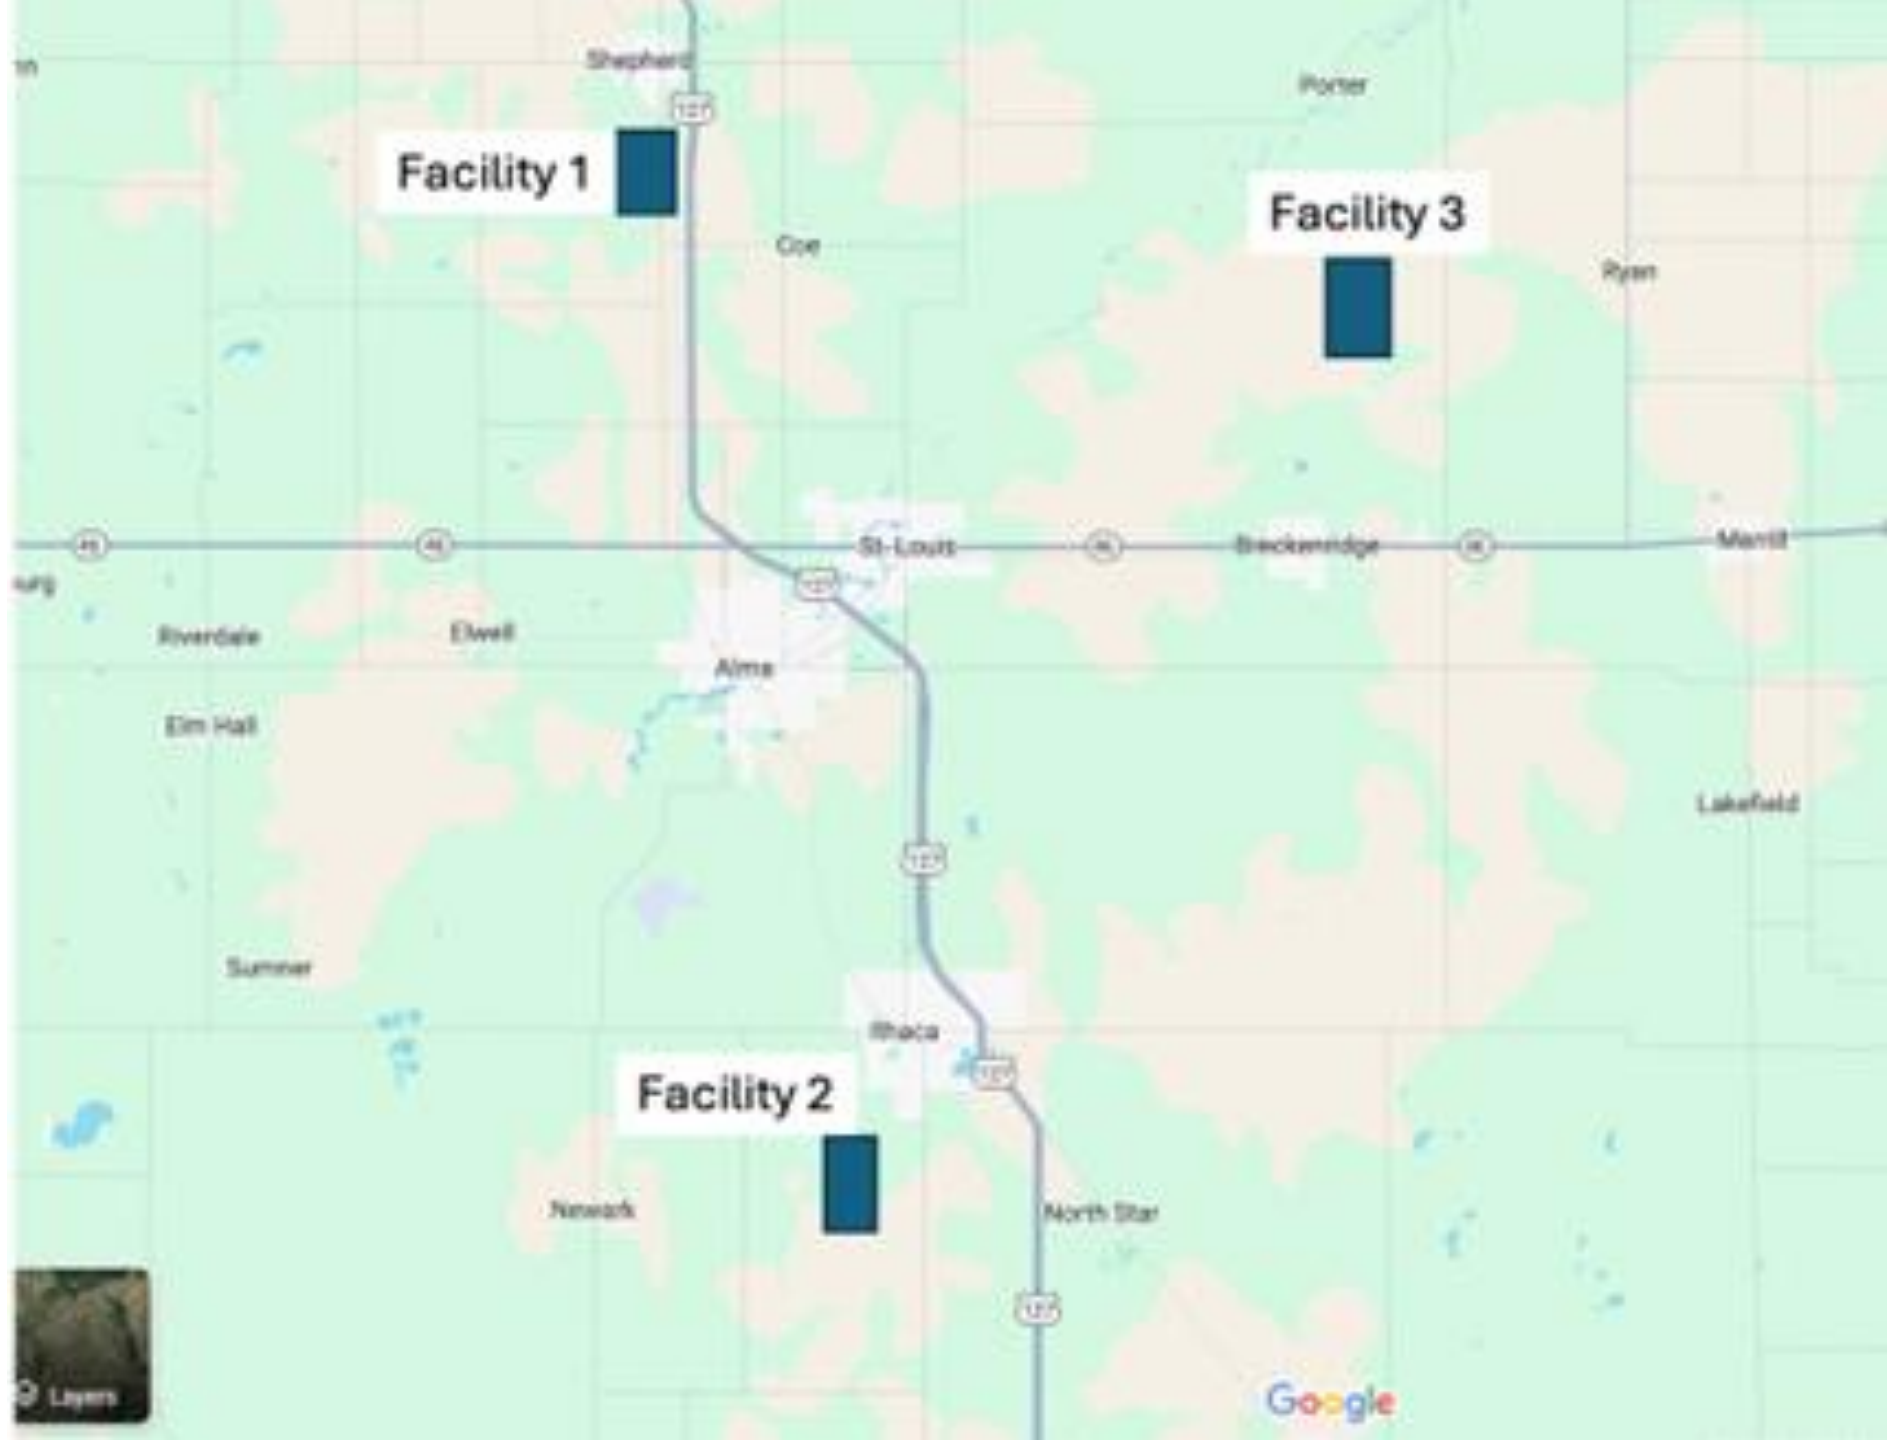 Shepherd
127
Porter
Facility 1
Facility 3
Coe
Ryan
46
46
St. Louis
46
Breckenridge
Merrill
127
Riverdale
Elwell
Alma
Elm Hall
Lakefield
127
Sumner
Ithaca
127
Facility 2
Newark
North Star
127
Layers
Google